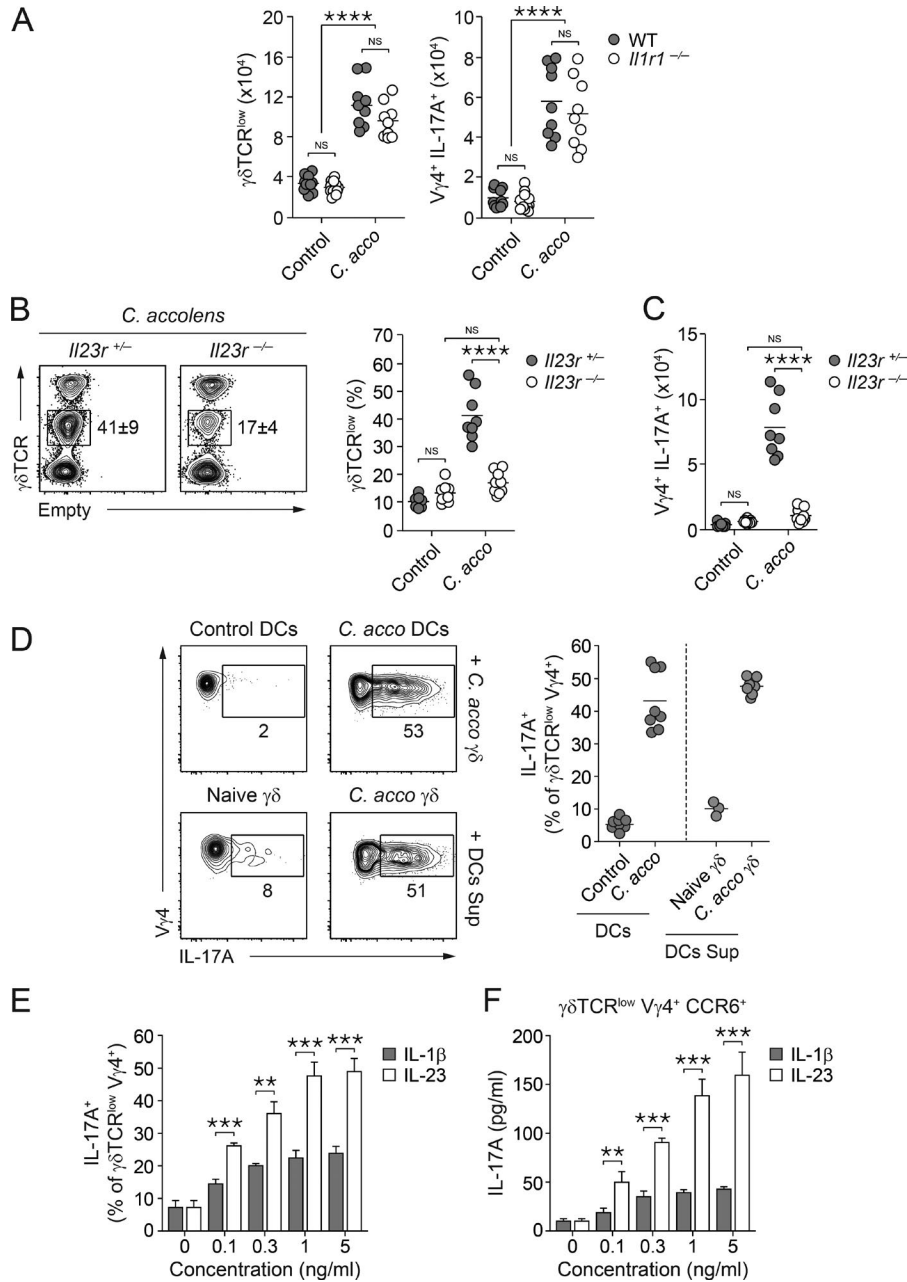 A
γδTCRlow (x10⁴)
20
16
12
8
4
0
****
NS
NS
Control
C. acco
Vγ4⁺ IL-17A⁺ (x10⁴)
10
8
6
4
2
0
****
NS
NS
Control
C. acco
WT
Il1r1 −/−
B
C. accolens
Il23r +/−
Il23r −/−
γδTCR
41±9
17±4
Empty
γδTCRlow (%)
70
60
50
40
30
20
10
0
NS
****
NS
Control
C. acco
Il23r +/−
Il23r −/−
C
Vγ4⁺ IL-17A⁺ (x10⁴)
15
10
5
0
NS
****
NS
Control
C. acco
Il23r +/−
Il23r −/−
D
Control DCs
C. acco DCs
2
53
+ C. acco γδ
Naive γδ
C. acco γδ
8
51
+ DCs Sup
Vγ4
IL-17A
IL-17A⁺
(% of γδTCRlow Vγ4⁺)
60
50
40
30
20
10
0
Control
C. acco
Naive γδ
C. acco γδ
DCs
DCs Sup
E
IL-17A⁺
(% of γδTCRlow Vγ4⁺)
60
50
40
30
20
10
0
***
**
***
***
IL-1β
IL-23
0
0.1
0.3
1
5
Concentration (ng/ml)
F
γδTCRlow Vγ4⁺ CCR6⁺
IL-17A (pg/ml)
200
150
100
50
0
**
***
***
***
IL-1β
IL-23
0
0.1
0.3
1
5
Concentration (ng/ml)